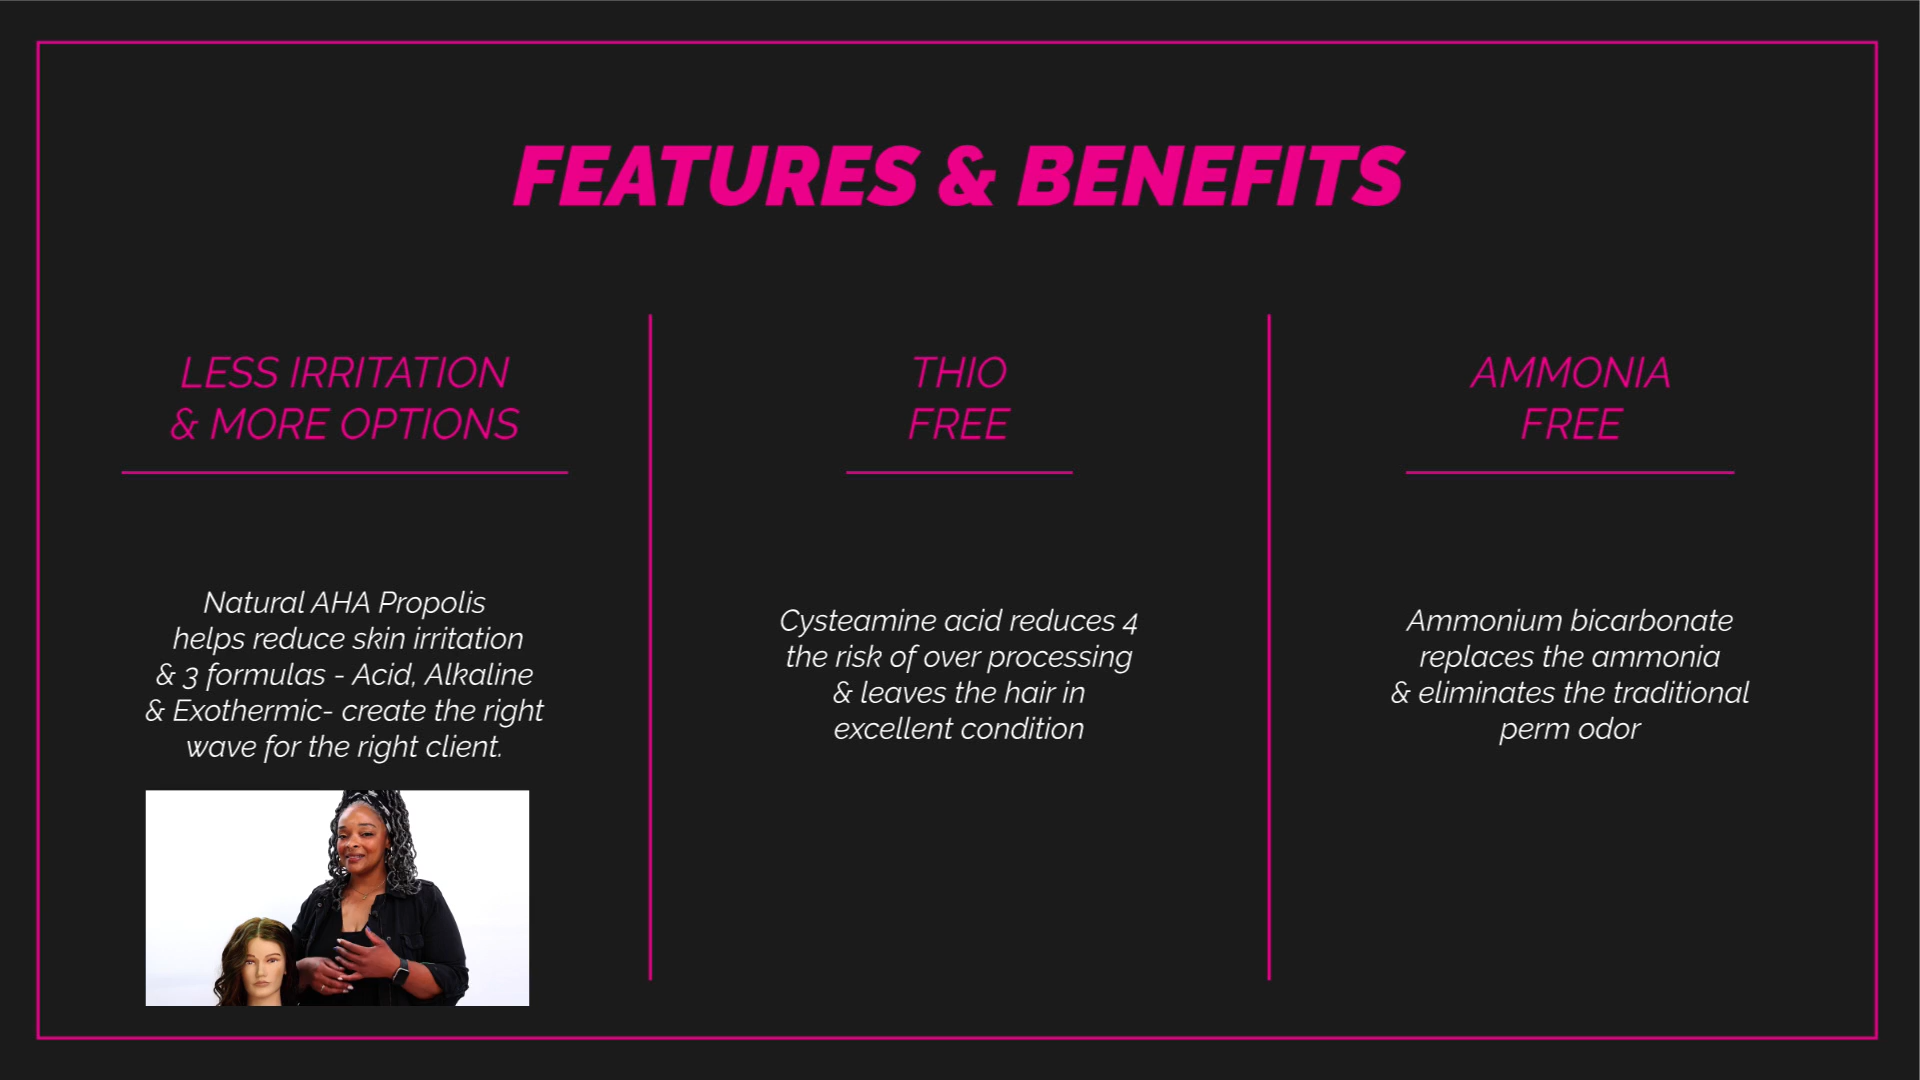 FEATURES & BENEFITS
LESS IRRITATION
& MORE OPTIONS
Natural AHA Propolis
helps reduce skin irritation
& 3 formulas - Acid, Alkaline
& Exothermic- create the right
wave for the right client.
THIO
FREE
Cysteamine acid reduces 4
the risk of over processing
& leaves the hair in
excellent condition
AMMONIA
FREE
Ammonium bicarbonate
replaces the ammonia
& eliminates the traditional
perm odor